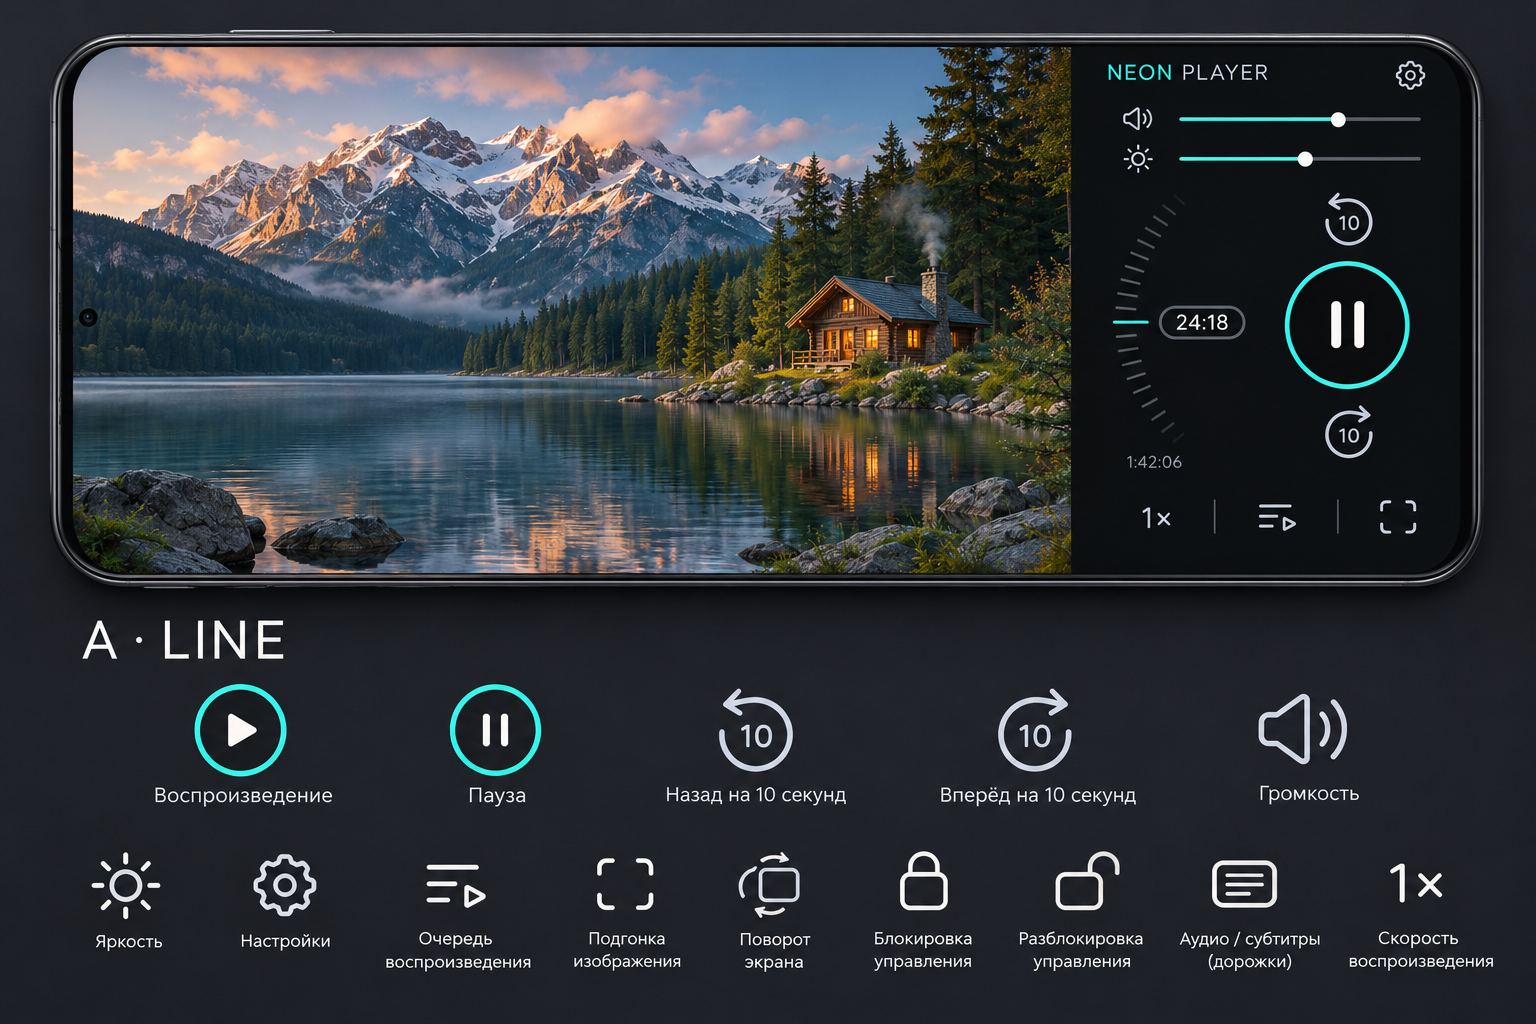 NEON PLAYER
10
24:18
10
1:42:06
1×
A · LINE
10
10
Воспроизведение
Пауза
Назад на 10 секунд
Вперёд на 10 секунд
Громкость
1×
Яркость
Настройки
Очередь
воспроизведения
Подгонка
изображения
Поворот
экрана
Блокировка
управления
Разблокировка
управления
Аудио / субтитры
(дорожки)
Скорость
воспроизведения